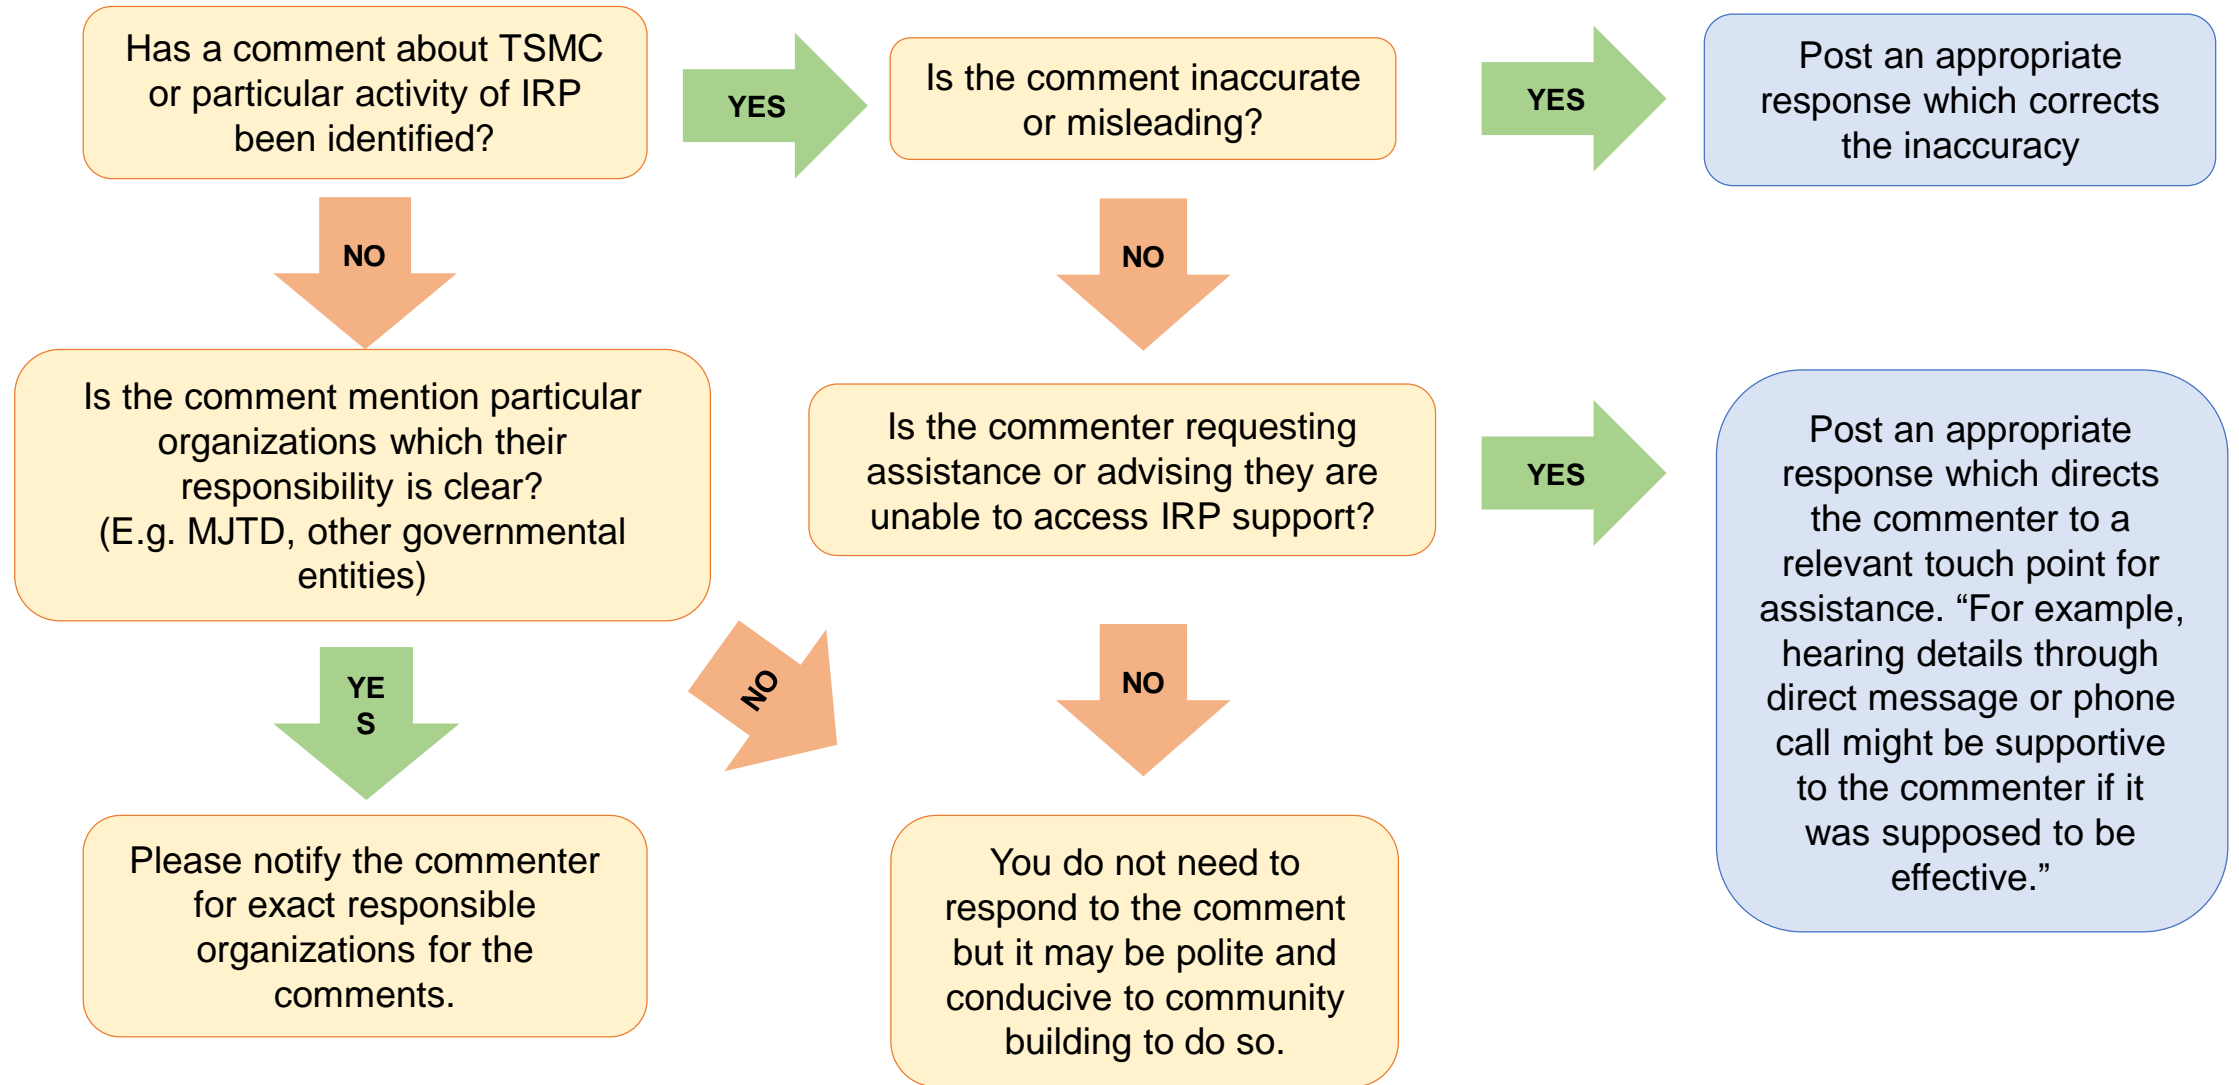 Has a comment about TSMC
or particular activity of IRP
been identified?
YES
Is the comment inaccurate
or misleading?
YES
Post an appropriate
response which corrects
the inaccuracy
NO
NO
Is the comment mention particular
organizations which their
responsibility is clear?
(E.g. MJTD, other governmental
entities)
Is the commenter requesting
assistance or advising they are
unable to access IRP support?
YES
Post an appropriate
response which directs
the commenter to a
relevant touch point for
assistance. “For example,
hearing details through
direct message or phone
call might be supportive
to the commenter if it
was supposed to be
effective.”
YE
S
NO
NO
Please notify the commenter
for exact responsible
organizations for the
comments.
You do not need to
respond to the comment
but it may be polite and
conducive to community
building to do so.